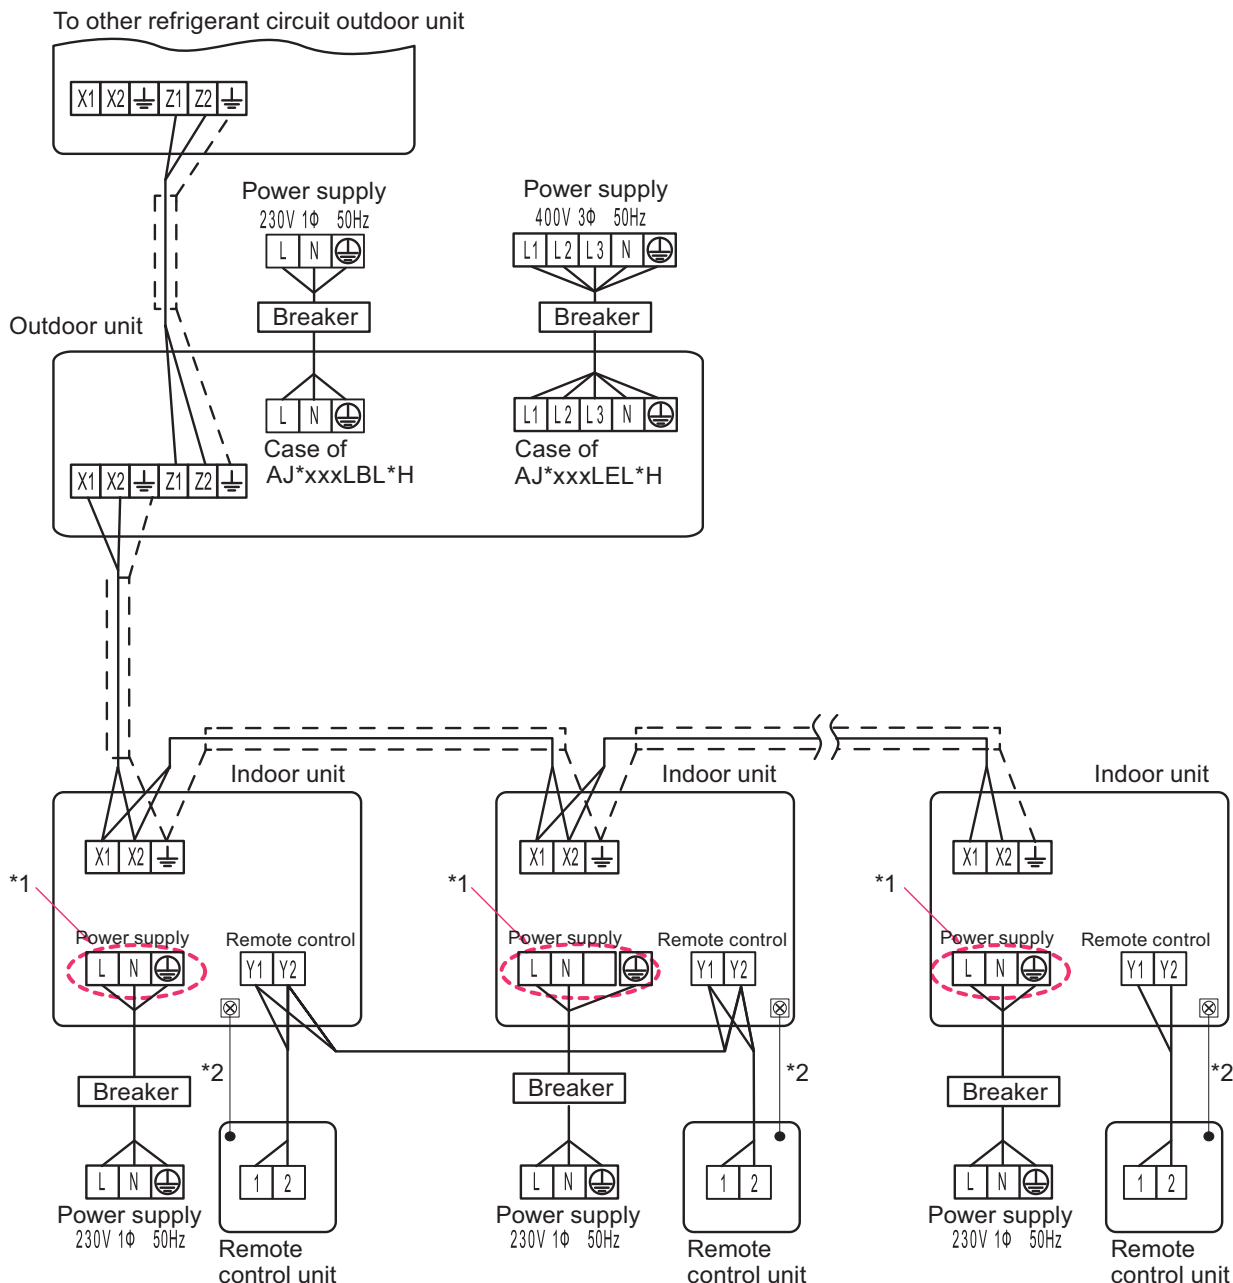 To other refrigerant circuit outdoor unit
X1 X2 Z1 Z2
Power supply
230V 1Φ 50Hz
L N
Breaker
Power supply
400V 3Φ 50Hz
L1 L2 L3 N
Breaker
Outdoor unit
L N
Case of
AJ*xxxLBL*H
L1 L2 L3 N
Case of
AJ*xxxLEL*H
X1 X2 Z1 Z2
Indoor unit
Indoor unit
Indoor unit
X1 X2
X1 X2
X1 X2
*1
*1
*1
Power supply
Remote control
Power supply
Remote control
Power supply
Remote control
L N
Y1 Y2
L N
Y1 Y2
L N
Y1 Y2
*2
*2
*2
Breaker
Breaker
Breaker
L N
1 2
L N
1 2
L N
1 2
Power supply
230V 1Φ 50Hz
Remote
control unit
Power supply
230V 1Φ 50Hz
Remote
control unit
Power supply
230V 1Φ 50Hz
Remote
control unit